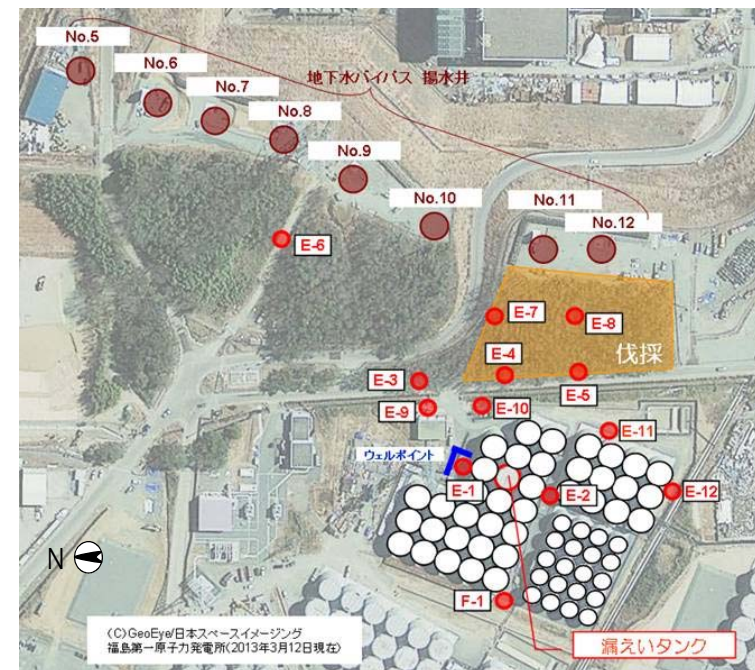 No.5
No.6
No.7
No.8
No.9
No.10
No.11
No.12
地下水バイパス 揚水井
E-6
E-7
E-8
伐採
E-4
E-5
E-3
E-9
E-10
E-11
ウェルポイント
E-1
E-2
E-12
N
F-1
(C)GeoEye/日本スペースイメージング
福島第一原子力発電所(2013年3月12日現在)
漏えいタンク